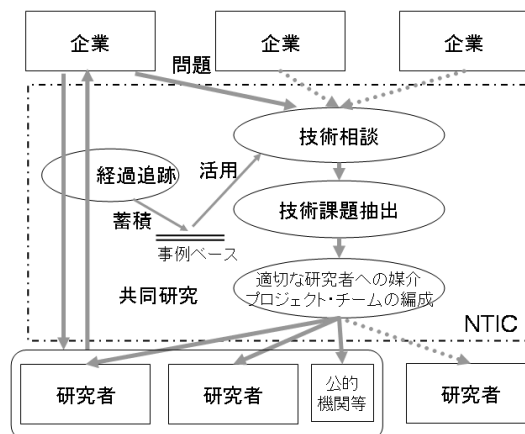 企業
企業
企業
問題
技術相談
経過追跡
活用
蓄積
技術課題抽出
事例ベース
適切な研究者への媒介
プロジェクト・チームの編成
共同研究
NTIC
研究者
研究者
公的
機関等
研究者